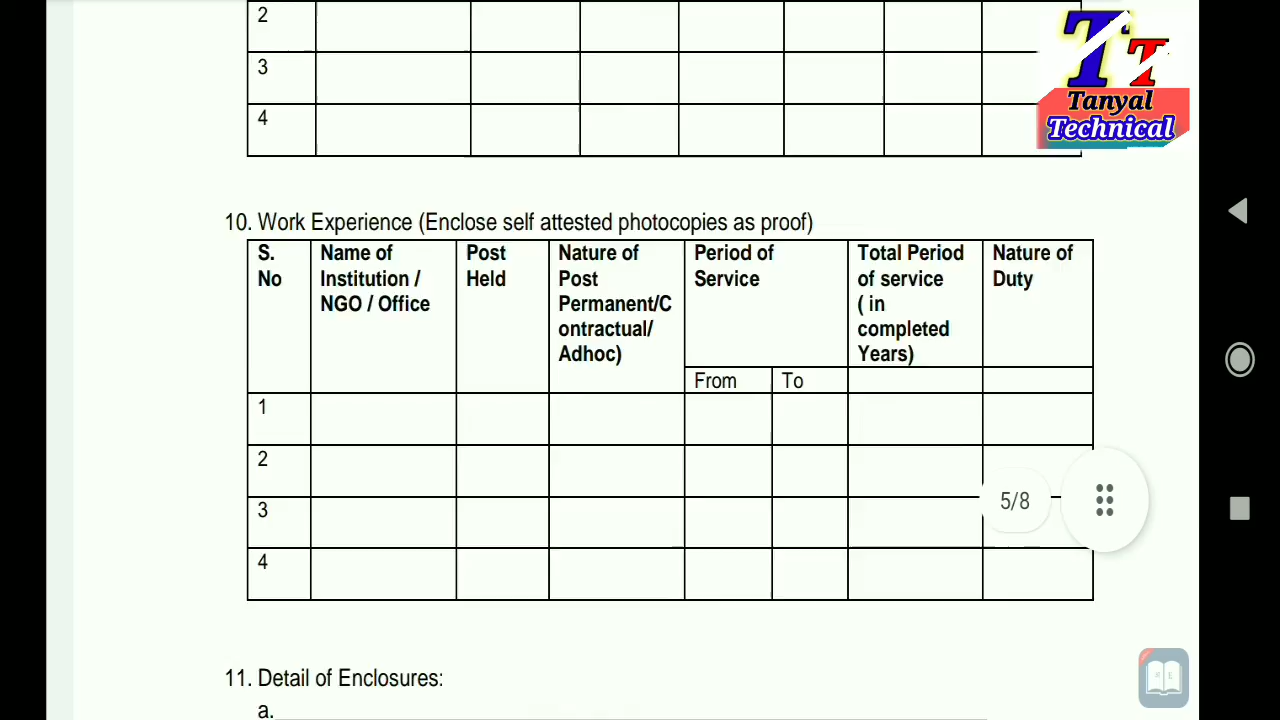 2
3
4
T T
Tanyal
Technical
10. Work Experience (Enclose self attested photocopies as proof)
S. No
Name of Institution / NGO / Office
Post Held
Nature of Post Permanent/C ontractual/ Adhoc)
Period of Service
Total Period of service ( in completed Years)
Nature of Duty
From
To
1
2
3
4
5/8
11. Detail of Enclosures:
a.